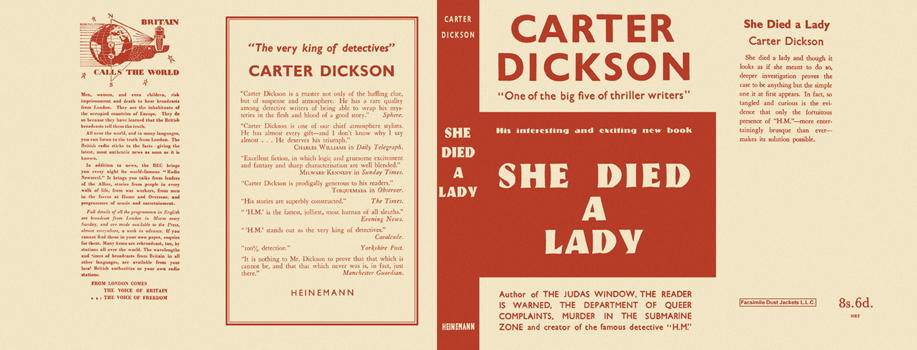 BRITAIN
CALLS THE WORLD
Men, women, and even children, risk
imprisonment and death to hear broadcasts
from London. They are the inhabitants of
the occupied countries of Europe. They do
so because they have learned that the British
broadcasts tell them the truth.
All over the world, and in many languages,
you can listen to the truth from London. The
British radio sticks to the facts—giving the
latest, most authentic news as soon as it is
known.
In addition to news, the BBC brings
you every night its world-famous "Radio
Newsreel." It brings you talks from leaders
of the Allies, stories from people in every
walk of life, from war workers, from men
in the forces at Home and Overseas; and
programmes of music and entertainment.
Full details of all the programmes in English
are broadcast from London in Morse every
Sunday, and are made available to the Press,
almost everywhere, a week in advance. If you
cannot find them in your own paper, enquire
for them. Many items are rebroadcast, too, by
stations all over the world. The wavelengths
and times of broadcasts from Britain in all
other languages, are available from your
local British authorities or your own radio
stations.
FROM LONDON COMES
THE VOICE OF BRITAIN
. . . THE VOICE OF FREEDOM
"The very king of detectives"
CARTER DICKSON
"Carter Dickson is a master not only of the baffling clue,
but of suspense and atmosphere. He has a rare quality
among detective writers of being able to wrap his mys-
teries in the flesh and blood of a good story." Sphere.
"Carter Dickson is one of our chief atmosphere stylists.
He has almost every gift—and I don't know why I say
almost . . . He deserves his triumph."
CHARLES WILLIAMS in Daily Telegraph.
"Excellent fiction, in which logic and gruesome excitement
and fantasy and sharp characterisation are well blended."
MILWARD KENNEDY in Sunday Times.
"Carter Dickson is prodigally generous to his readers."
TORQUEMADA in Observer.
"His stories are superbly constructed." The Times.
"'H.M.' is the fastest, jolliest, most human of all sleuths."
Evening News.
"'H.M.' stands out as the very king of detectives."
Cavalcade.
"100% detection." Yorkshire Post.
"It is nothing to Mr. Dickson to prove that that which is
cannot be, and that that which never was is, in fact, just
there." Manchester Guardian.
HEINEMANN
CARTER
DICKSON
SHE
DIED
A
LADY
HEINEMANN
CARTER
DICKSON
"One of the big five of thriller writers"
His interesting and exciting new book
SHE DIED
A
LADY
Author of THE JUDAS WINDOW, THE READER
IS WARNED, THE DEPARTMENT OF QUEER
COMPLAINTS, MURDER IN THE SUBMARINE
ZONE and creator of the famous detective "H.M."
She Died a Lady
Carter Dickson
She died a lady and though it
looks as if she meant to do so,
deeper investigation proves the
case to be anything but the simple
one it at first appears. In fact, so
tangled and curious is the evi-
dence that only the fortuitous
presence of "H.M."—more enter-
tainingly brusque than ever—
makes its solution possible.
Facsimile Dust Jackets L.L.C.
8s. 6d.
NET